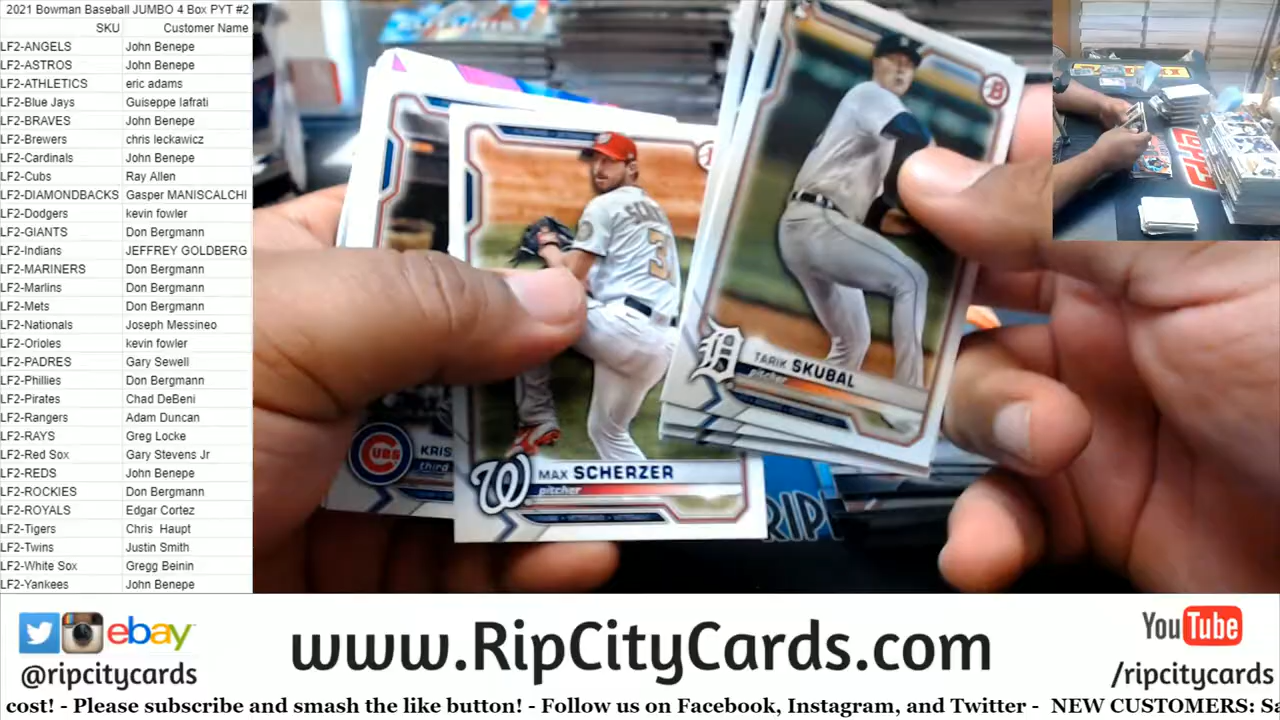 2021 Bowman Baseball JUMBO 4 Box PYT #2
SKU Customer Name
LF2-ANGELS John Benepe
LF2-ASTROS John Benepe
LF2-ATHLETICS eric adams
LF2-Blue Jays Guiseppe Iafrati
LF2-BRAVES John Benepe
LF2-Brewers chris leckawicz
LF2-Cardinals John Benepe
LF2-Cubs Ray Allen
LF2-DIAMONDBACKS Gasper MANISCALCHI
LF2-Dodgers kevin fowler
LF2-GIANTS Don Bergmann
LF2-Indians JEFFREY GOLDBERG
LF2-MARINERS Don Bergmann
LF2-Marlins Don Bergmann
LF2-Mets Don Bergmann
LF2-Nationals Joseph Messineo
LF2-Orioles kevin fowler
LF2-PADRES Gary Sewell
LF2-Phillies Don Bergmann
LF2-Pirates Chad DeBeni
LF2-Rangers Adam Duncan
LF2-RAYS Greg Locke
LF2-Red Sox Gary Stevens Jr
LF2-REDS John Benepe
LF2-ROCKIES Don Bergmann
LF2-ROYALS Edgar Cortez
LF2-Tigers Chris Haupt
LF2-Twins Justin Smith
LF2-White Sox Gregg Beinin
LF2-Yankees John Benepe
B
TARIK SKUBAL
pitcher
3
W
MAX SCHERZER
pitcher
CUBS
KRIS
third
RIP
ebay
@ripcitycards
www.RipCityCards.com
YouTube
/ripcitycards
cost! - Please subscribe and smash the like button! - Follow us on Facebook, Instagram, and Twitter - NEW CUSTOMERS: Sa